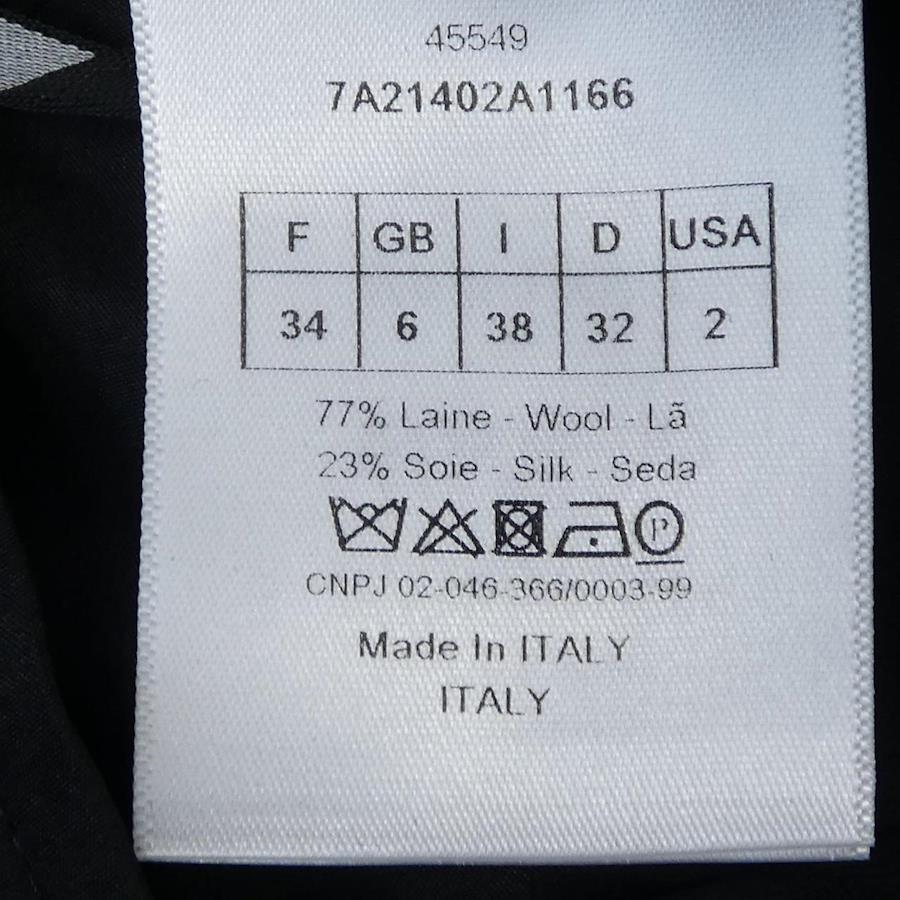 45549
7A21402A1166
F GB I D USA
34 6 38 32 2
77% Laine - Wool - Lã
23% Soie - Silk - Seda
P
CNPJ 02-046-366/0003-99
Made In ITALY
ITALY